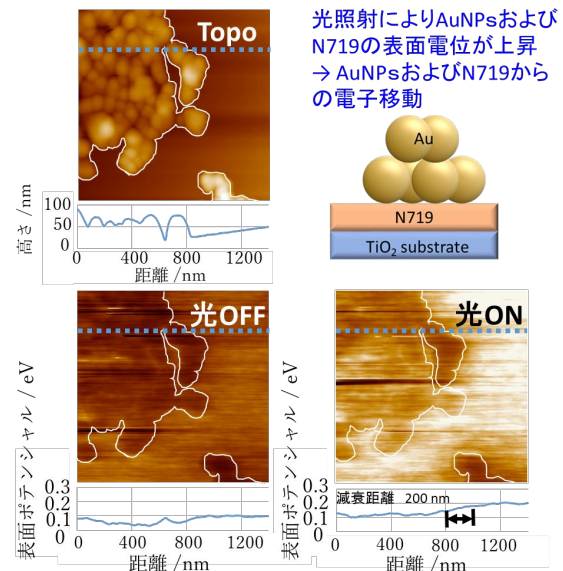 Topo
光照射によりAuNPsおよび
N719の表面電位が上昇
→ AuNPsおよびN719から
の電子移動
高さ /nm
100
50
0
0
400
800
1200
距離 /nm
Au
N719
TiO2 substrate
光OFF
表面ポテンシャル / eV
0.3
0.2
0.1
0
0
400
800
1200
距離 /nm
光ON
表面ポテンシャル / eV
減衰距離 200 nm
0.3
0.2
0.1
0
0
400
800
1200
距離 /nm